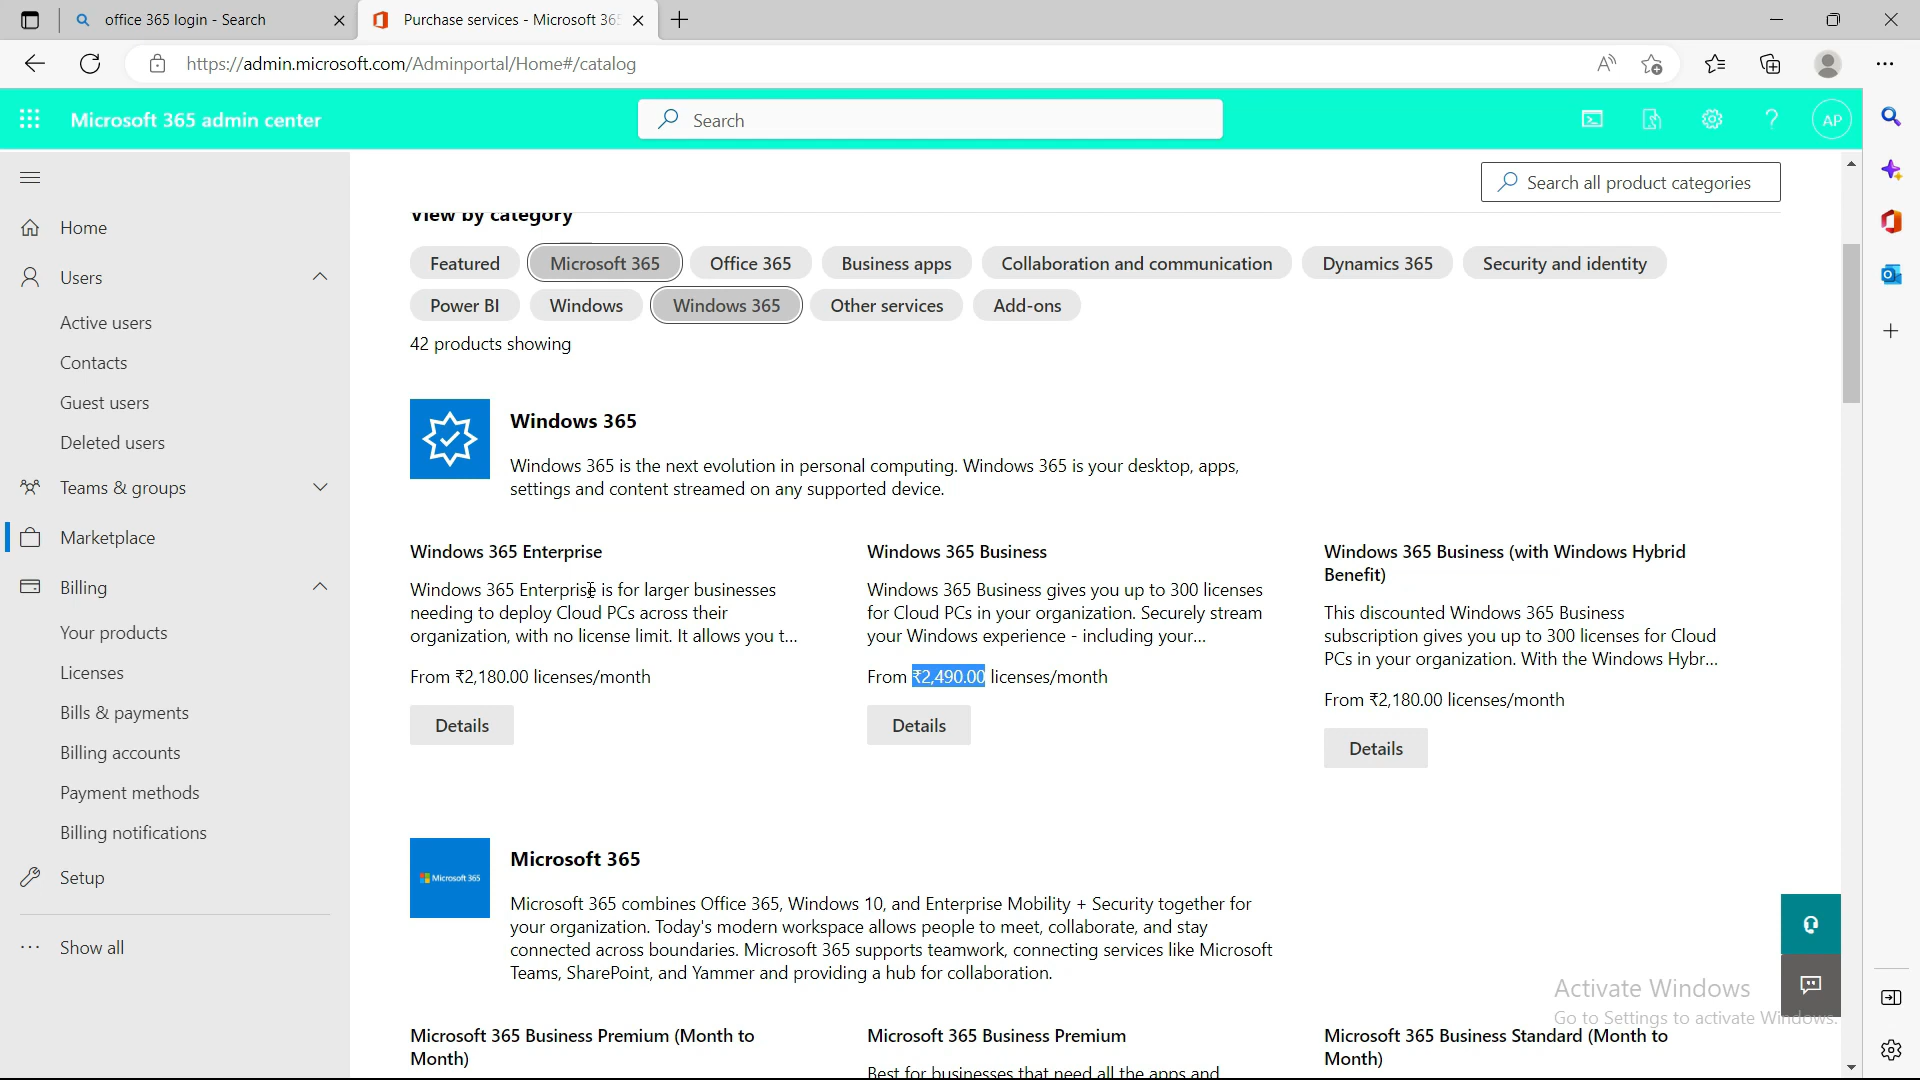 office 365 login - Search
Purchase services - Microsoft 365
https://admin.microsoft.com/Adminportal/Home#/catalog
Microsoft 365 admin center
Search
AP
Search all product categories
Home
Users
Active users
Contacts
Guest users
Deleted users
Teams & groups
Marketplace
Billing
Your products
Licenses
Bills & payments
Billing accounts
Payment methods
Billing notifications
Setup
Show all
View by category
Featured
Microsoft 365
Office 365
Business apps
Collaboration and communication
Dynamics 365
Security and identity
Power BI
Windows
Windows 365
Other services
Add-ons
42 products showing
Windows 365
Windows 365 is the next evolution in personal computing. Windows 365 is your desktop, apps,
settings and content streamed on any supported device.
Windows 365 Enterprise
Windows 365 Enterprise is for larger businesses
needing to deploy Cloud PCs across their
organization, with no license limit. It allows you t...
From ₹2,180.00 licenses/month
Details
Windows 365 Business
Windows 365 Business gives you up to 300 licenses
for Cloud PCs in your organization. Securely stream
your Windows experience - including your...
From ₹2,490.00 licenses/month
Details
Windows 365 Business (with Windows Hybrid
Benefit)
This discounted Windows 365 Business
subscription gives you up to 300 licenses for Cloud
PCs in your organization. With the Windows Hybr...
From ₹2,180.00 licenses/month
Details
Microsoft 365
Microsoft 365
Microsoft 365 combines Office 365, Windows 10, and Enterprise Mobility + Security together for
your organization. Today's modern workspace allows people to meet, collaborate, and stay
connected across boundaries. Microsoft 365 supports teamwork, connecting services like Microsoft
Teams, SharePoint, and Yammer and providing a hub for collaboration.
Microsoft 365 Business Premium (Month to
Month)
Microsoft 365 Business Premium
Best for businesses that need all the apps and
Microsoft 365 Business Standard (Month to
Month)
Activate Windows
Go to Settings to activate Windows.